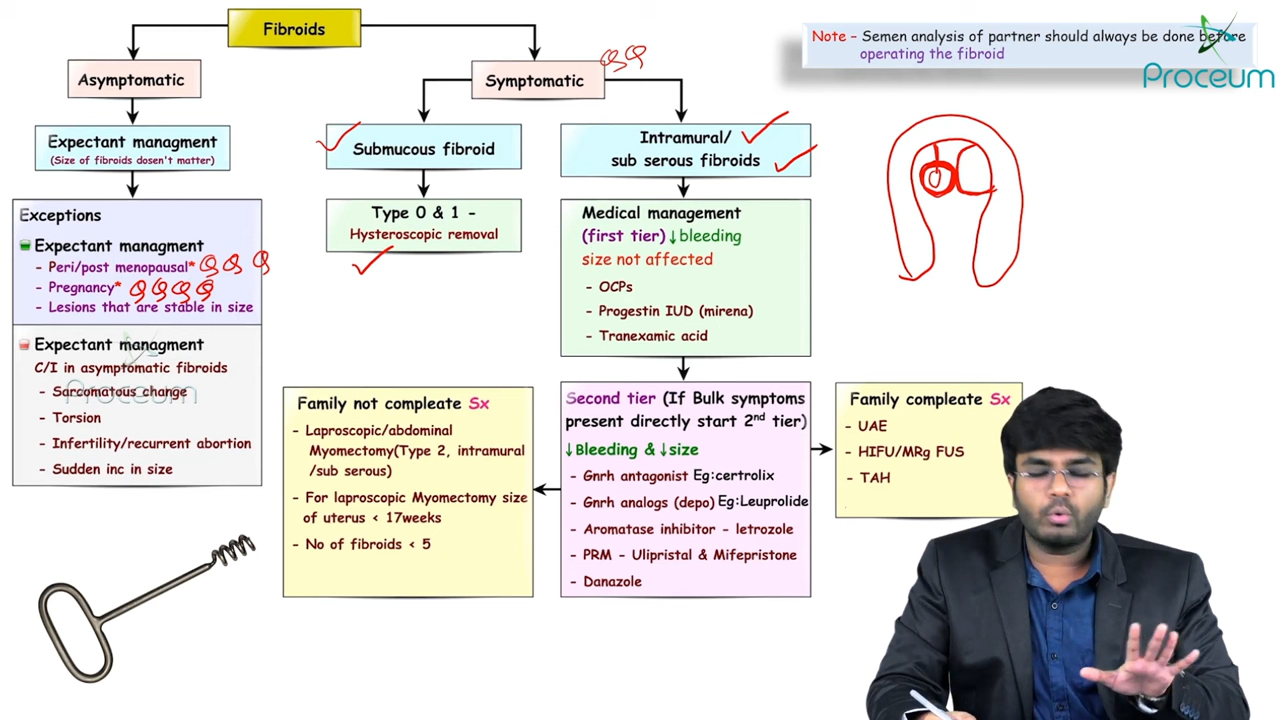 Fibroids
Note – Semen analysis of partner should always be done before
operating the fibroid
Proceum
Asymptomatic
Symptomatic
Expectant managment
(Size of fibroids dosen't matter)
Submucous fibroid
Intramural/
sub serous fibroids
Exceptions
Expectant managment
- Peri/post menopausal*
- Pregnancy*
- Lesions that are stable in size
Expectant managment
C/I in asymptomatic fibroids
- Sarcomatous change
- Torsion
- Infertility/recurrent abortion
- Sudden inc in size
Proceum
Type 0 & 1 -
Hysteroscopic removal
Medical management
(first tier) ↓bleeding
size not affected
- OCPs
- Progestin IUD (mirena)
- Tranexamic acid
Family not compleate Sx
- Laproscopic/abdominal
Myomectomy(Type 2, intramural
/sub serous)
- For laproscopic Myomectomy size
of uterus < 17weeks
- No of fibroids < 5
Second tier (If Bulk symptoms
present directly start 2nd tier)
↓Bleeding & ↓size
- Gnrh antagonist Eg:certrolix
- Gnrh analogs (depo) Eg:Leuprolide
- Aromatase inhibitor - letrozole
- PRM - Ulipristal & Mifepristone
- Danazole
Family compleate Sx
- UAE
- HIFU/MRg FUS
- TAH